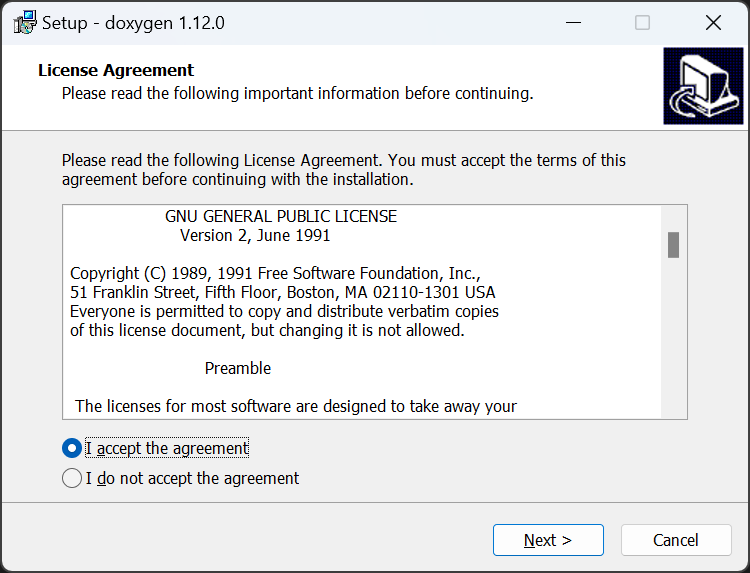 Setup - doxygen 1.12.0
License Agreement
Please read the following important information before continuing.
Please read the following License Agreement. You must accept the terms of this
agreement before continuing with the installation.
GNU GENERAL PUBLIC LICENSE
Version 2, June 1991
Copyright (C) 1989, 1991 Free Software Foundation, Inc.,
51 Franklin Street, Fifth Floor, Boston, MA 02110-1301 USA
Everyone is permitted to copy and distribute verbatim copies
of this license document, but changing it is not allowed.
Preamble
The licenses for most software are designed to take away your
I accept the agreement
I do not accept the agreement
Next >
Cancel